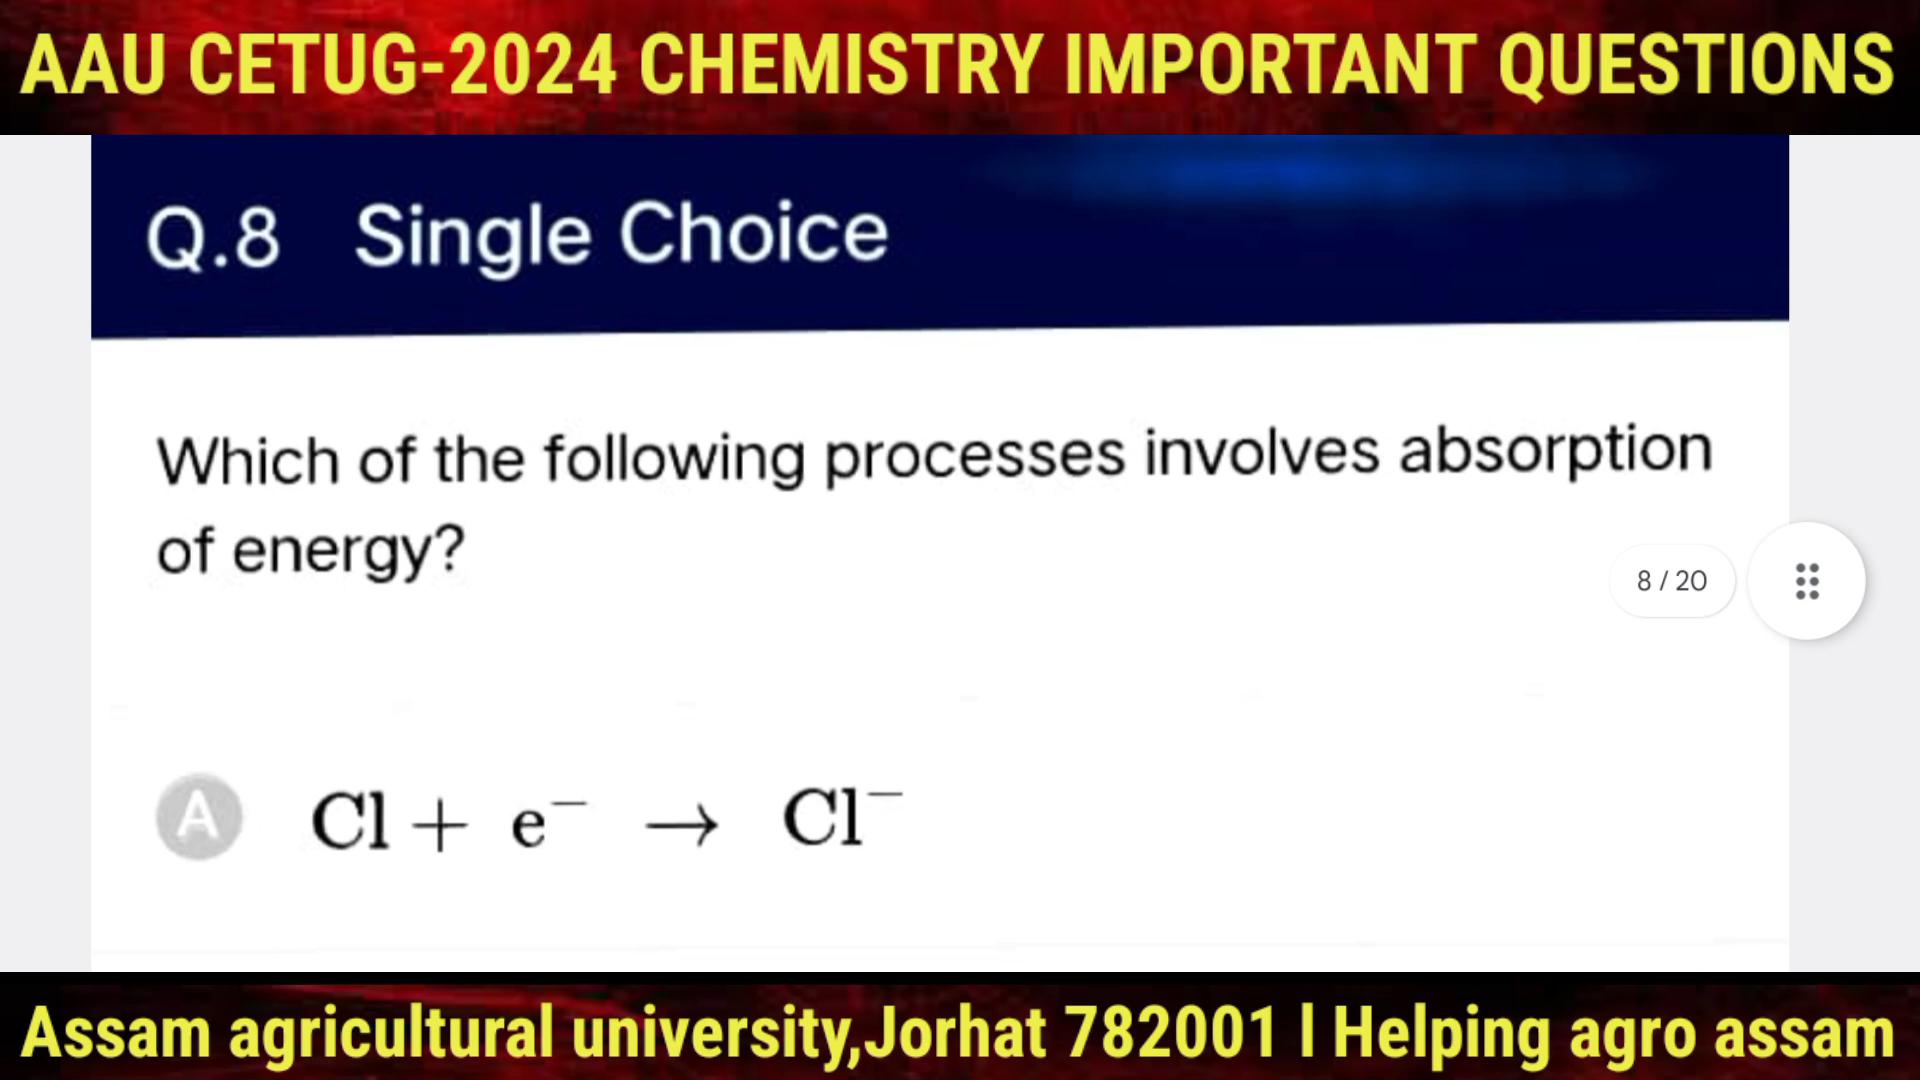 AAU CETUG-2024 CHEMISTRY IMPORTANT QUESTIONS
Q.8 Single Choice
Which of the following processes involves absorption
of energy?
8 / 20
A Cl + e⁻ → Cl⁻
Assam agricultural university,Jorhat 782001 l Helping agro assam